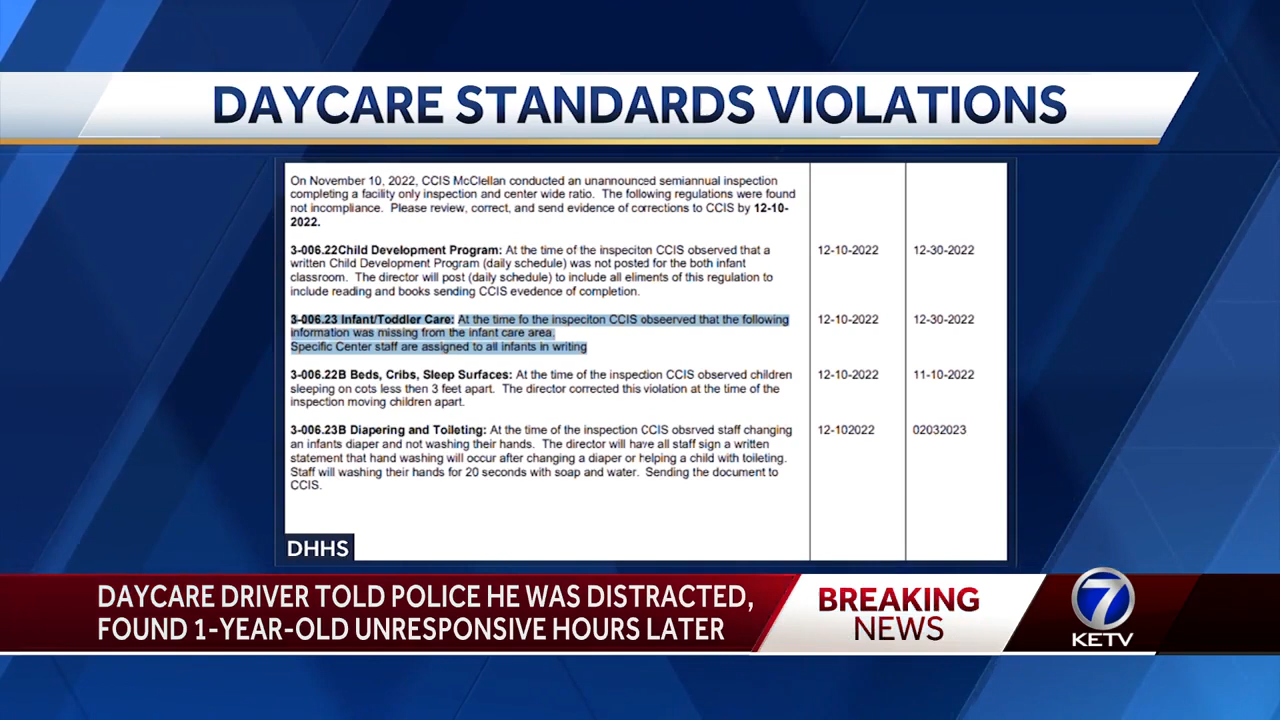 DAYCARE STANDARDS VIOLATIONS
On November 10, 2022, CCIS McClellan conducted an unannounced semiannual inspection
completing a facility only inspection and center wide ratio. The following regulations were found
not incompliance. Please review, correct, and send evidence of corrections to CCIS by 12-10-
2022.
3-006.22Child Development Program: At the time of the inspeciton CCIS observed that a
written Child Development Program (daily schedule) was not posted for the both infant
classroom. The director will post (daily schedule) to include all eliments of this regulation to
include reading and books sending CCIS evedence of completion.
12-10-2022
12-30-2022
3-006.23 Infant/Toddler Care: At the time fo the inspeciton CCIS obseerved that the following
information was missing from the infant care area.
Specific Center staff are assigned to all infants in writing
12-10-2022
12-30-2022
3-006.22B Beds, Cribs, Sleep Surfaces: At the time of the inspection CCIS observed children
sleeping on cots less then 3 feet apart. The director corrected this violation at the time of the
inspection moving children apart.
12-10-2022
11-10-2022
3-006.23B Diapering and Toileting: At the time of the inspection CCIS obsrved staff changing
an infants diaper and not washing their hands. The director will have all staff sign a written
statement that hand washing will occur after changing a diaper or helping a child with toileting.
Staff will washing their hands for 20 seconds with soap and water. Sending the document to
CCIS.
12-102022
02032023
DHHS
DAYCARE DRIVER TOLD POLICE HE WAS DISTRACTED,
FOUND 1-YEAR-OLD UNRESPONSIVE HOURS LATER
BREAKING
NEWS
7
KETV